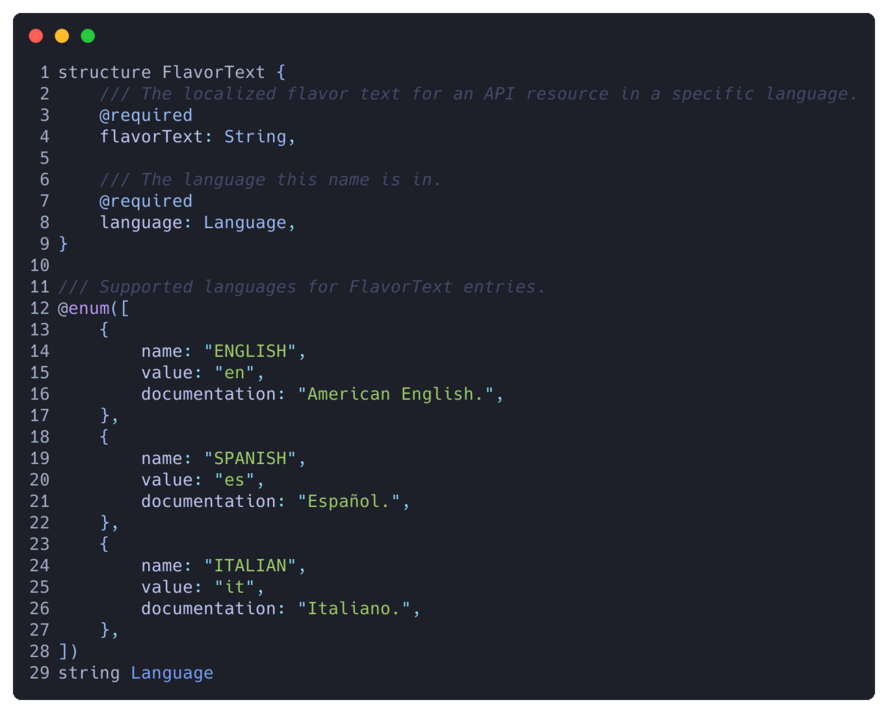 1 structure FlavorText {
2     /// The localized flavor text for an API resource in a specific language.
3     @required
4     flavorText: String,
5
6     /// The language this name is in.
7     @required
8     language: Language,
9 }
10
11 /// Supported languages for FlavorText entries.
12 @enum([
13     {
14         name: "ENGLISH",
15         value: "en",
16         documentation: "American English.",
17     },
18     {
19         name: "SPANISH",
20         value: "es",
21         documentation: "Español.",
22     },
23     {
24         name: "ITALIAN",
25         value: "it",
26         documentation: "Italiano.",
27     },
28 ])
29 string Language